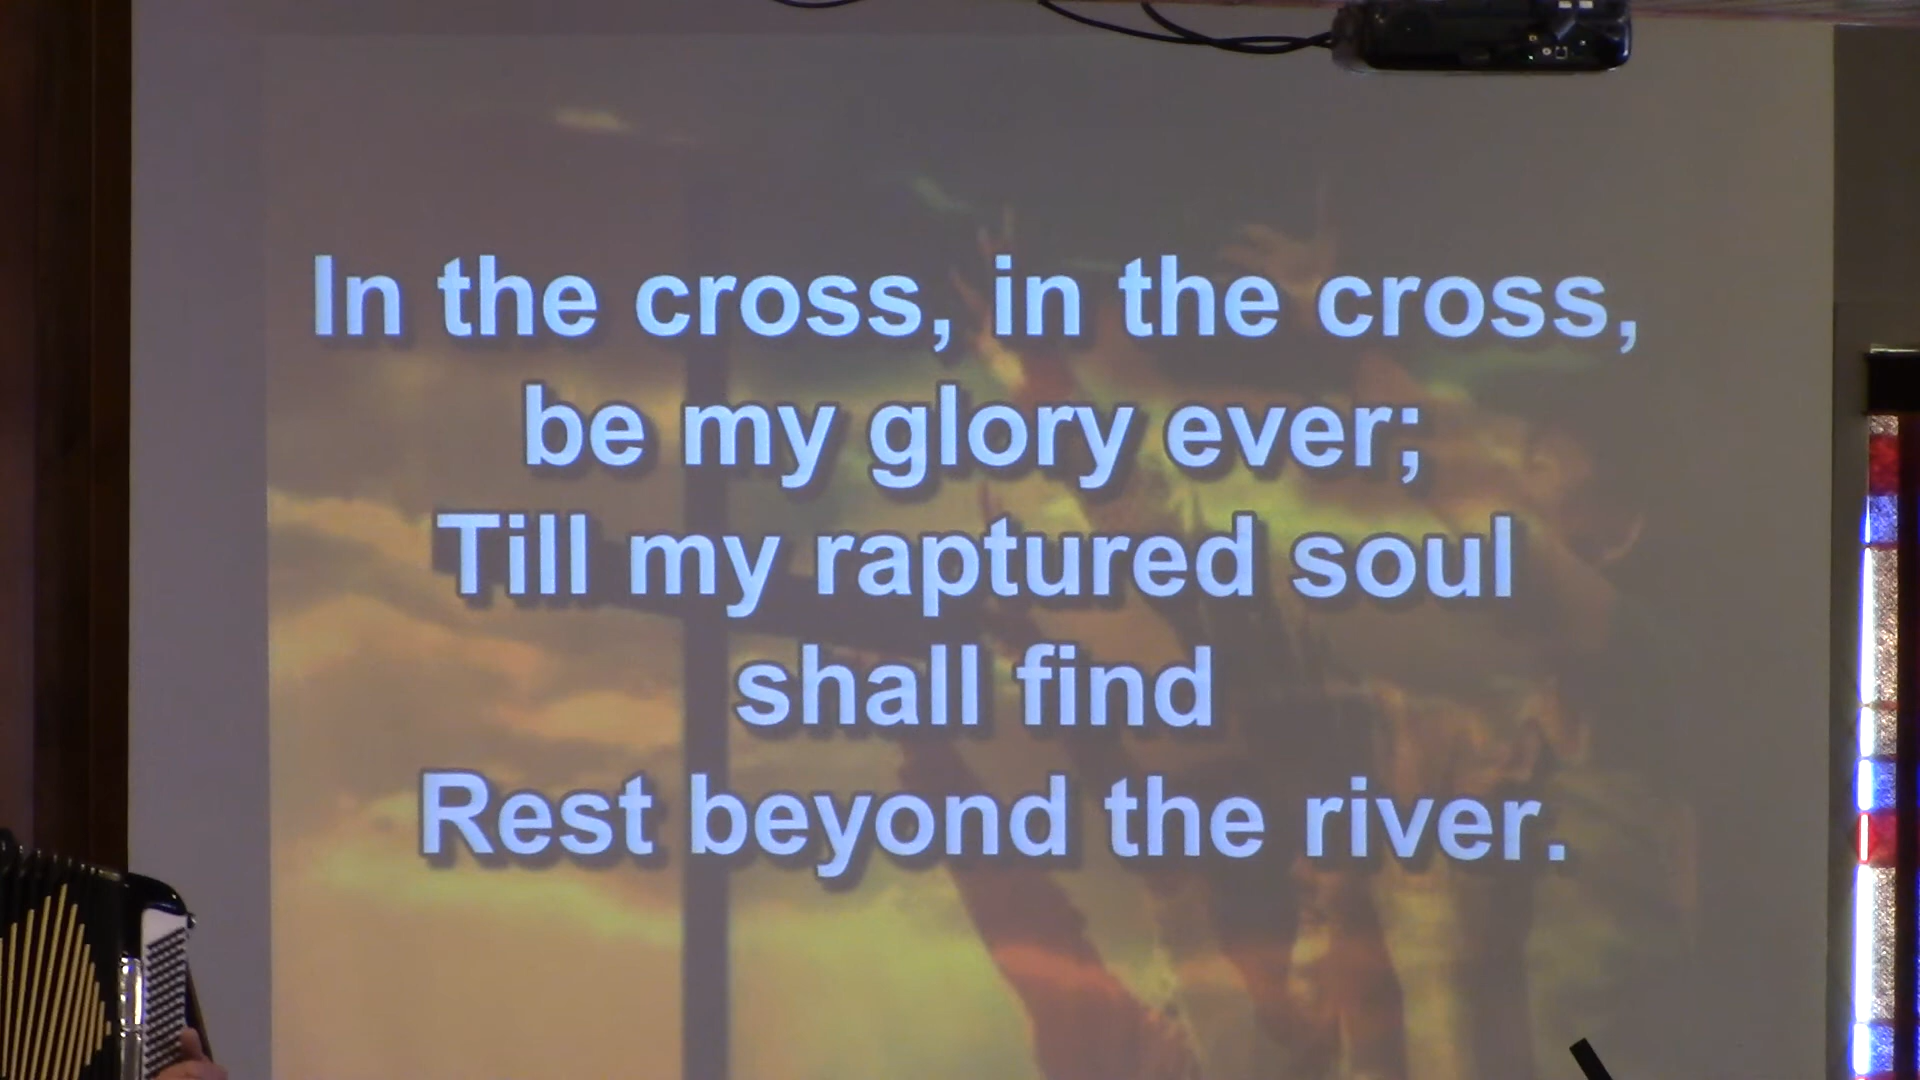 In the cross, in the cross,
be my glory ever;
Till my raptured soul
shall find
Rest beyond the river.